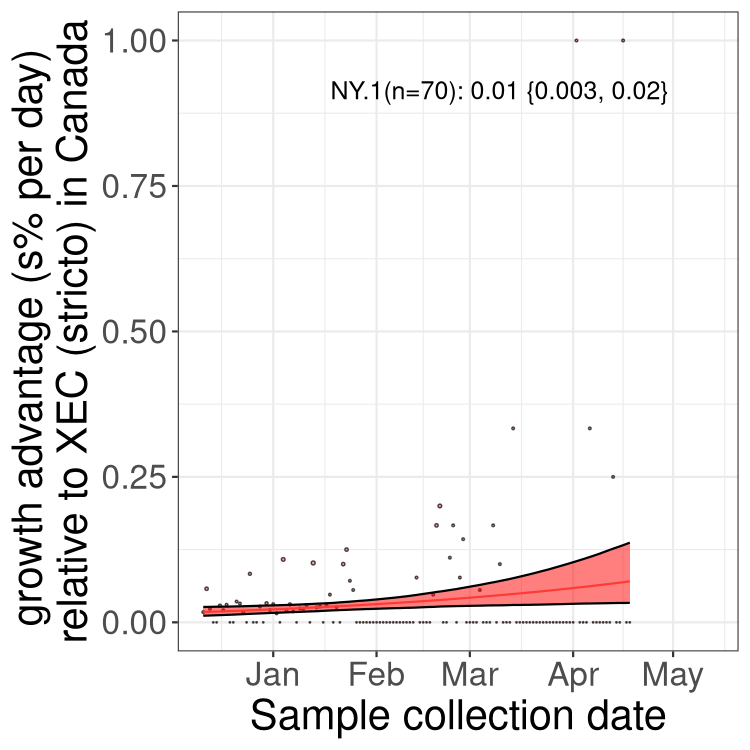 growth advantage (s% per day)
relative to XEC (stricto) in Canada
1.00
0.75
0.50
0.25
0.00
NY.1(n=70): 0.01 {0.003, 0.02}
Jan Feb Mar Apr May
Sample collection date